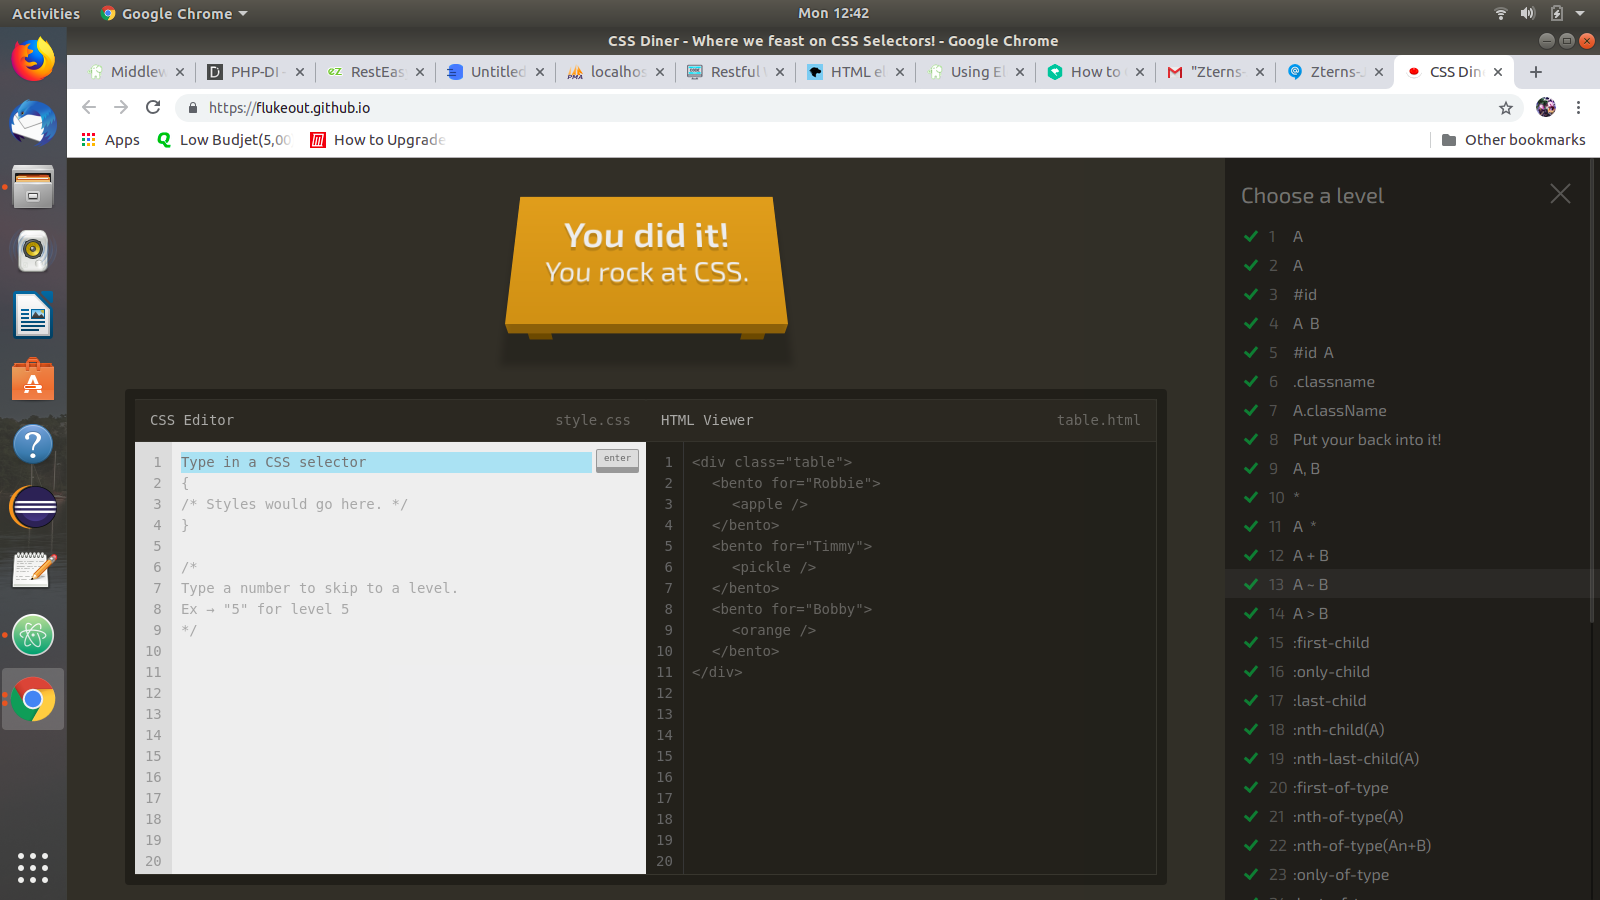 Activities
Google Chrome
Mon 12:42
CSS Diner - Where we feast on CSS Selectors! - Google Chrome
Middlew
PHP-DI -
RestEas
Untitled
localhos
Restful
HTML el
Using El
How to
"Zterns-
Zterns-
CSS Din
https://flukeout.github.io
Apps
Low Budjet(5,00
How to Upgrade
Other bookmarks
You did it!
You rock at CSS.
CSS Editor
style.css
HTML Viewer
table.html
1 Type in a CSS selector
enter
2 {
3 /* Styles would go here. */
4 }
5
6 /*
7 Type a number to skip to a level.
8 Ex → "5" for level 5
9 */
10
11
12
13
14
15
16
17
18
19
20
1 <div class="table">
2 <bento for="Robbie">
3 <apple />
4 </bento>
5 <bento for="Timmy">
6 <pickle />
7 </bento>
8 <bento for="Bobby">
9 <orange />
10 </bento>
11 </div>
12
13
14
15
16
17
18
19
20
Choose a level
1 A
2 A
3 #id
4 A B
5 #id A
6 .classname
7 A.className
8 Put your back into it!
9 A, B
10 *
11 A *
12 A + B
13 A ~ B
14 A > B
15 :first-child
16 :only-child
17 :last-child
18 :nth-child(A)
19 :nth-last-child(A)
20 :first-of-type
21 :nth-of-type(A)
22 :nth-of-type(An+B)
23 :only-of-type